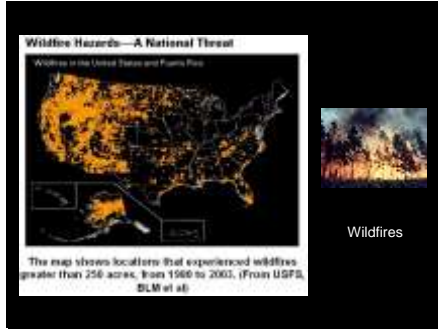 Wildfire Hazards—A National Threat
Wildfires in the United States and Puerto Rico
The map shows locations that experienced wildfires
greater than 250 acres, from 1980 to 2003. (From USFS,
BLM et al)
Wildfires